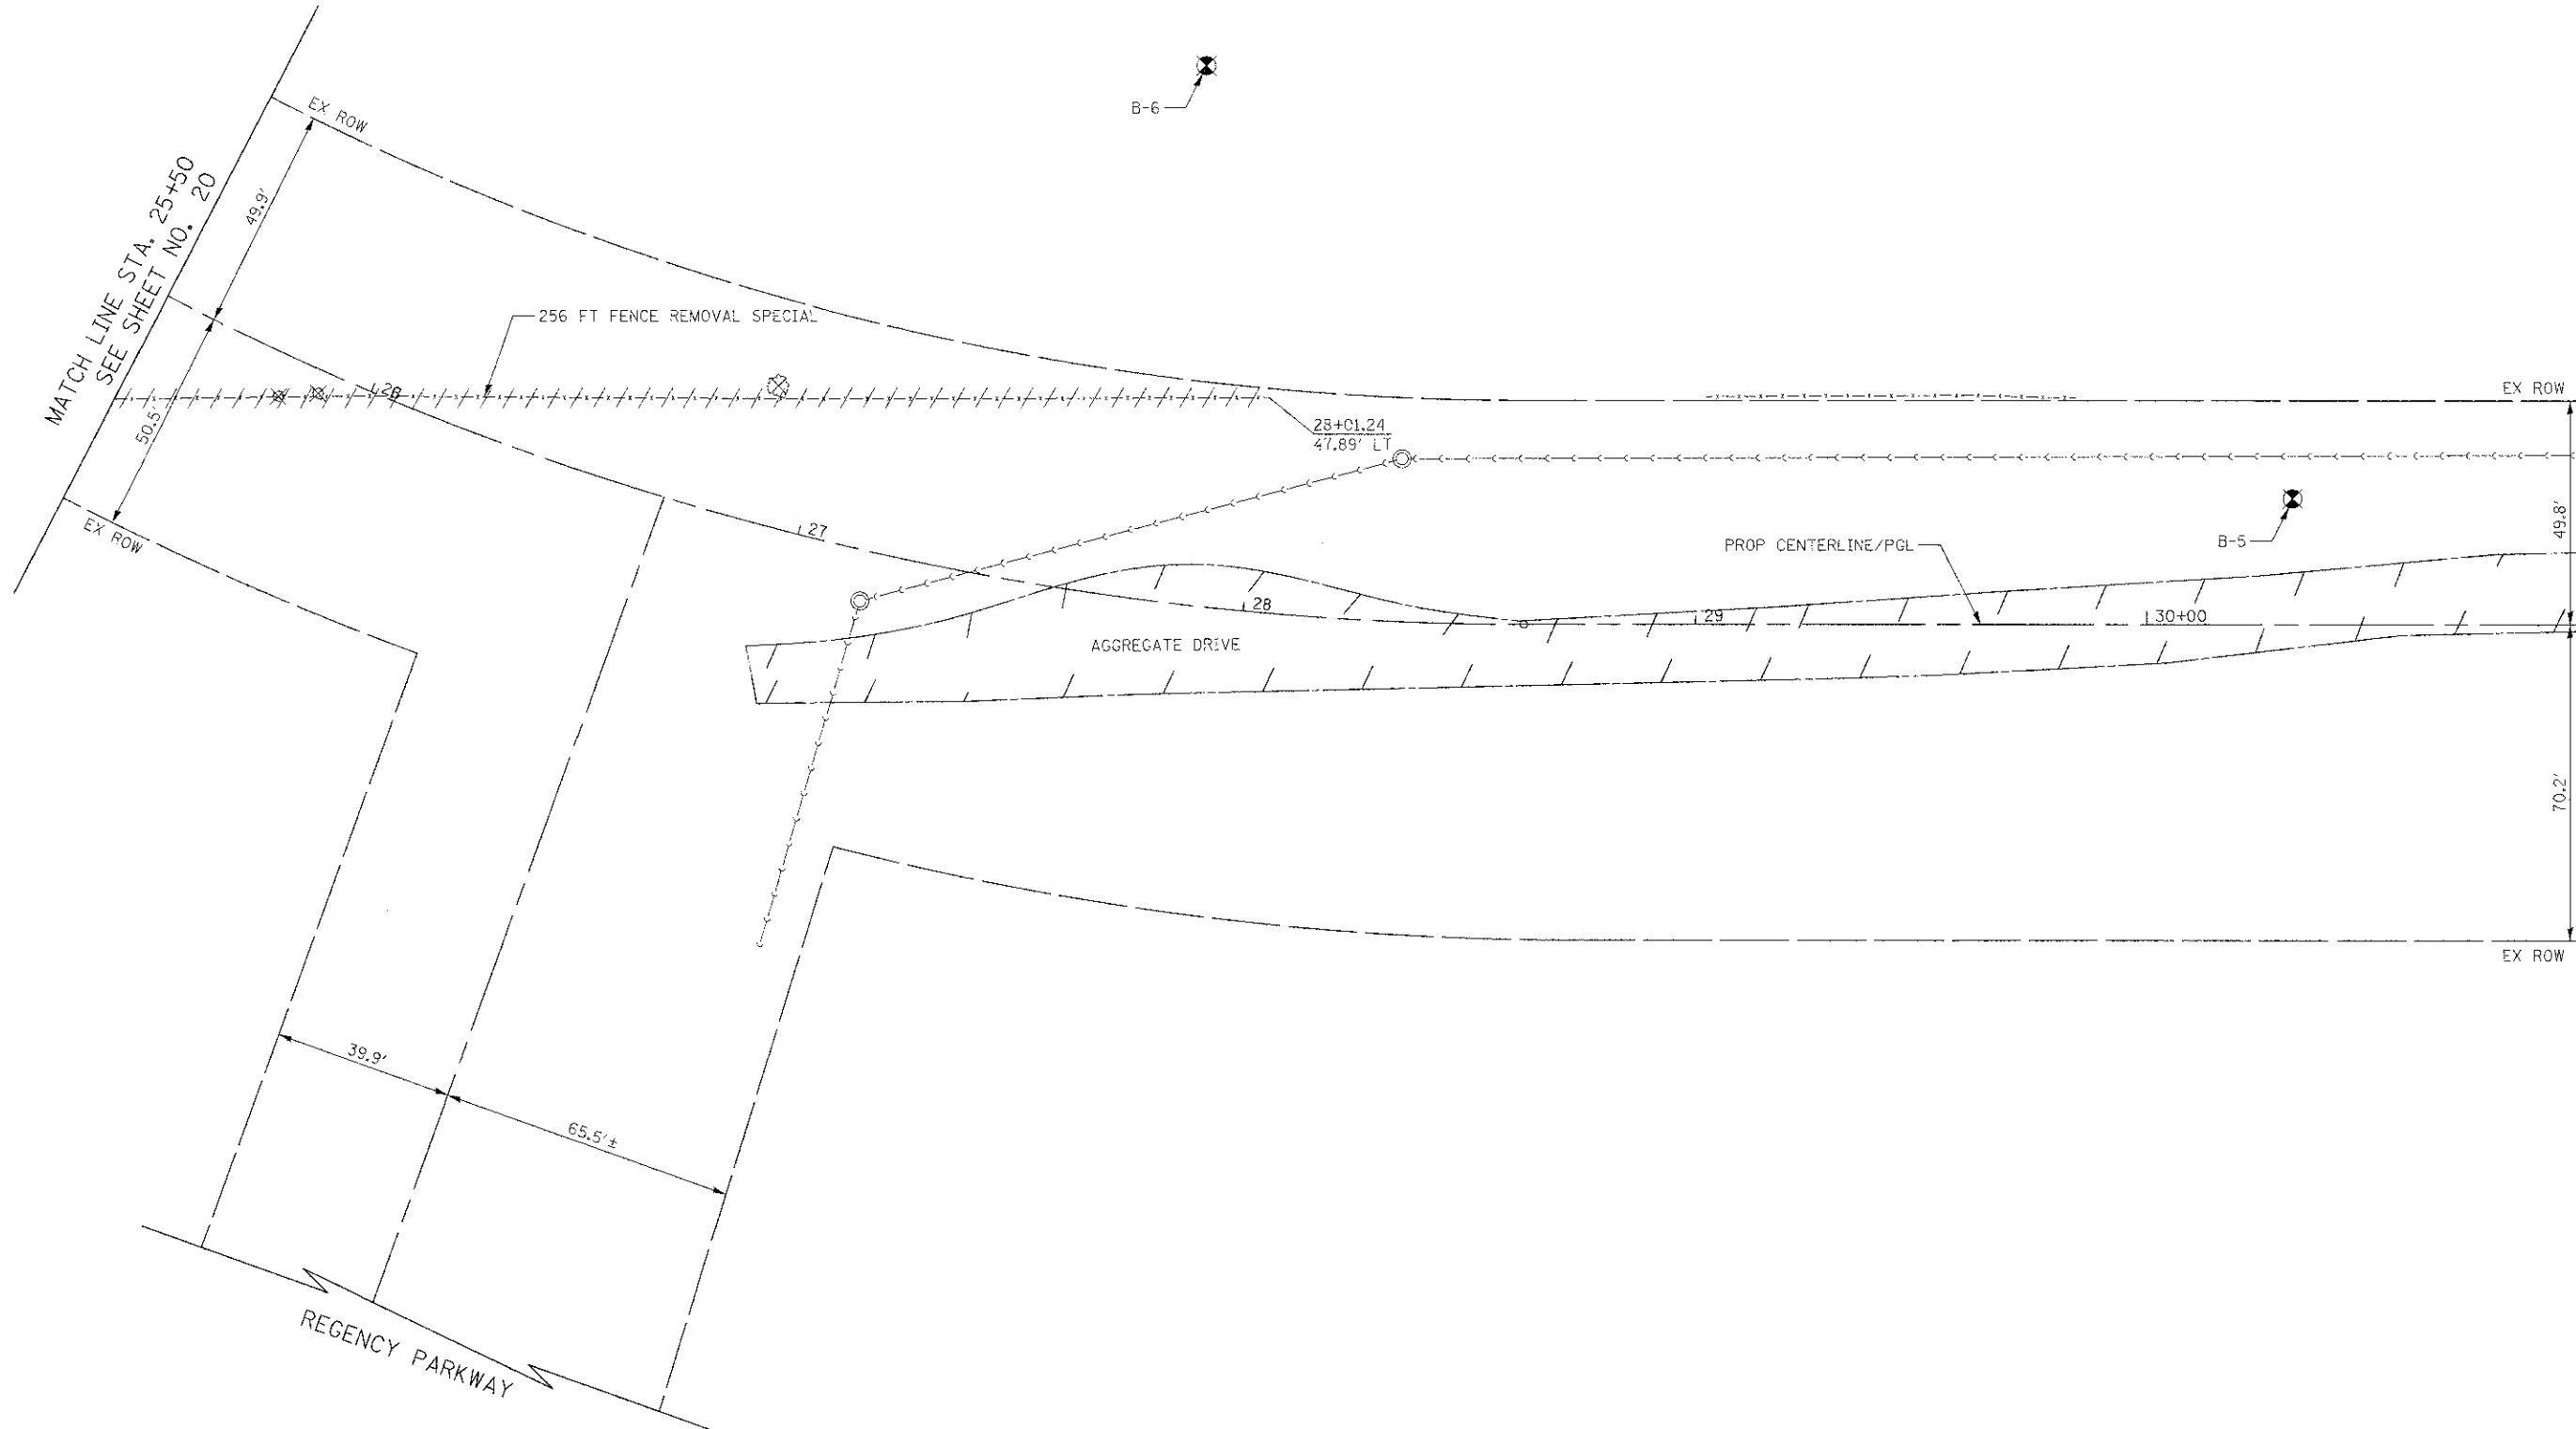 B-6
EX ROW
MATCH LINE STA. 25+50
SEE SHEET NO. 20
49.9'
256 FT FENCE REMOVAL SPECIAL
26
50.5'
EX ROW
28+01.24
47.89' LT
EX ROW
27
PROP CENTERLINE/PGL
B-5
49.8'
28
29
30+00
AGGREGATE DRIVE
70.2'
EX ROW
39.9'
65.5'±
REGENCY PARKWAY